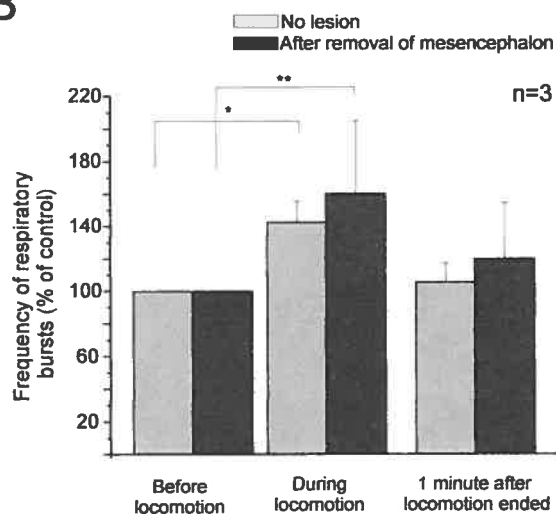 B
No lesion
After removal of mesencephalon
220
180
140
100
60
20
Frequency of respiratory
bursts (% of control)
*
**
n=3
Before
locomotion
During
locomotion
1 minute after
locomotion ended